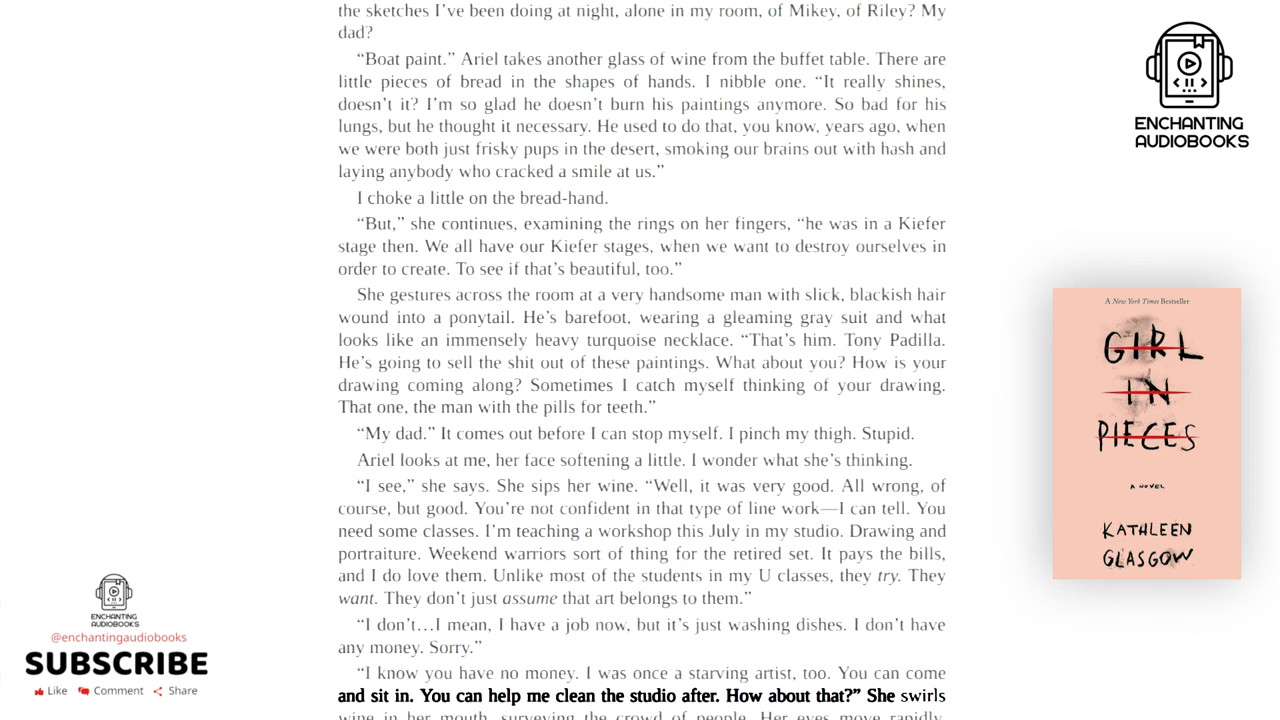 the sketches I’ve been doing at night, alone in my room, of Mikey, of Riley? My
dad?
“Boat paint.” Ariel takes another glass of wine from the buffet table. There are
little pieces of bread in the shapes of hands. I nibble one. “It really shines,
doesn’t it? I’m so glad he doesn’t burn his paintings anymore. So bad for his
lungs, but he thought it necessary. He used to do that, you know, years ago, when
we were both just frisky pups in the desert, smoking our brains out with hash and
laying anybody who cracked a smile at us.”
I choke a little on the bread-hand.
“But,” she continues, examining the rings on her fingers, “he was in a Kiefer
stage then. We all have our Kiefer stages, when we want to destroy ourselves in
order to create. To see if that’s beautiful, too.”
She gestures across the room at a very handsome man with slick, blackish hair
wound into a ponytail. He’s barefoot, wearing a gleaming gray suit and what
looks like an immensely heavy turquoise necklace. “That’s him. Tony Padilla.
He’s going to sell the shit out of these paintings. What about you? How is your
drawing coming along? Sometimes I catch myself thinking of your drawing.
That one, the man with the pills for teeth.”
“My dad.” It comes out before I can stop myself. I pinch my thigh. Stupid.
Ariel looks at me, her face softening a little. I wonder what she’s thinking.
“I see,” she says. She sips her wine. “Well, it was very good. All wrong, of
course, but good. You’re not confident in that type of line work—I can tell. You
need some classes. I’m teaching a workshop this July in my studio. Drawing and
portraiture. Weekend warriors sort of thing for the retired set. It pays the bills,
and I do love them. Unlike most of the students in my U classes, they try. They
want. They don’t just assume that art belongs to them.”
“I don’t…I mean, I have a job now, but it’s just washing dishes. I don’t have
any money. Sorry.”
“I know you have no money. I was once a starving artist, too. You can come
and sit in. You can help me clean the studio after. How about that?” She swirls
wine in her mouth, surveying the crowd of people. Her eyes move rapidly,
ENCHANTING
AUDIOBOOKS
A New York Times Bestseller
GIRL
IN
PIECES
A NOVEL
KATHLEEN
GLASGOW
ENCHANTING
AUDIOBOOKS
@enchantingaudiobooks
SUBSCRIBE
Like Comment Share